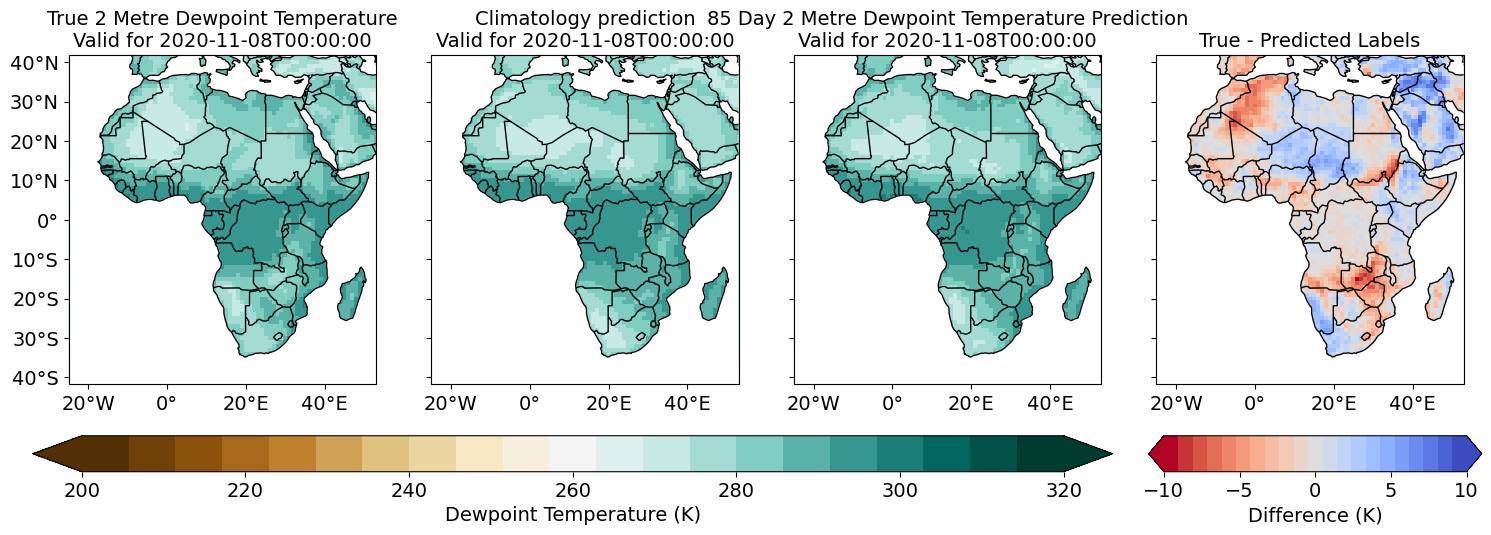 True 2 Metre Dewpoint Temperature
Valid for 2020-11-08T00:00:00
Climatology prediction  85 Day 2 Metre Dewpoint Temperature Prediction
Valid for 2020-11-08T00:00:00
Valid for 2020-11-08T00:00:00
True - Predicted Labels
40°N
30°N
20°N
10°N
0°
10°S
20°S
30°S
40°S
20°W 0° 20°E 40°E
20°W 0° 20°E 40°E
20°W 0° 20°E 40°E
20°W 0° 20°E 40°E
200 220 240 260 280 300 320
Dewpoint Temperature (K)
−10 −5 0 5 10
Difference (K)